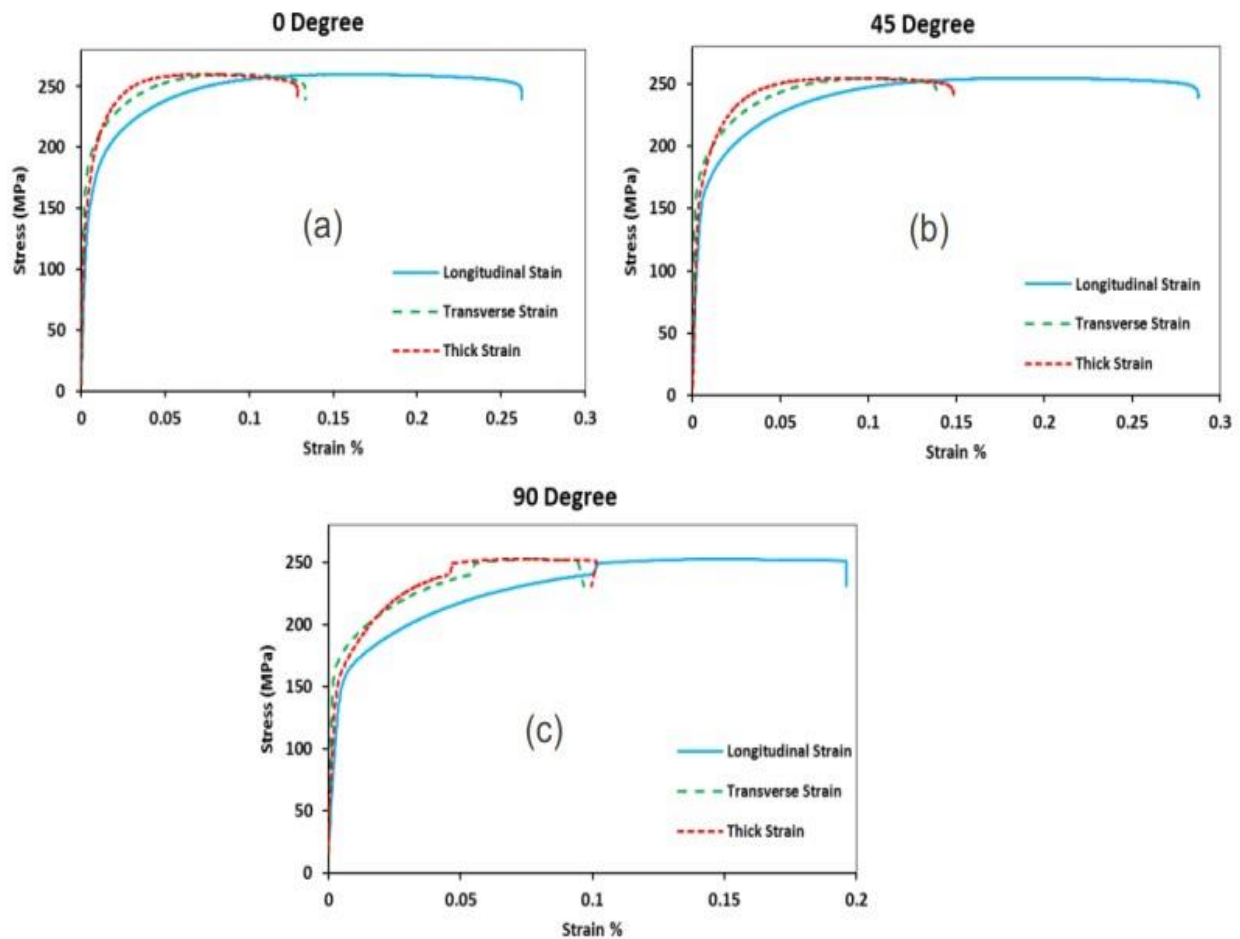 0 Degree
Stress (MPa)
250
200
150
100
50
0
0 0.05 0.1 0.15 0.2 0.25 0.3
Strain %
(a)
Longitudinal Stain
Transverse Strain
Thick Strain
45 Degree
Stress (MPa)
250
200
150
100
50
0
0 0.05 0.1 0.15 0.2 0.25 0.3
Strain %
(b)
Longitudinal Strain
Transverse Strain
Thick Strain
90 Degree
Stress (MPa)
250
200
150
100
50
0
0 0.05 0.1 0.15 0.2
Strain %
(c)
Longitudinal Strain
Transverse Strain
Thick Strain